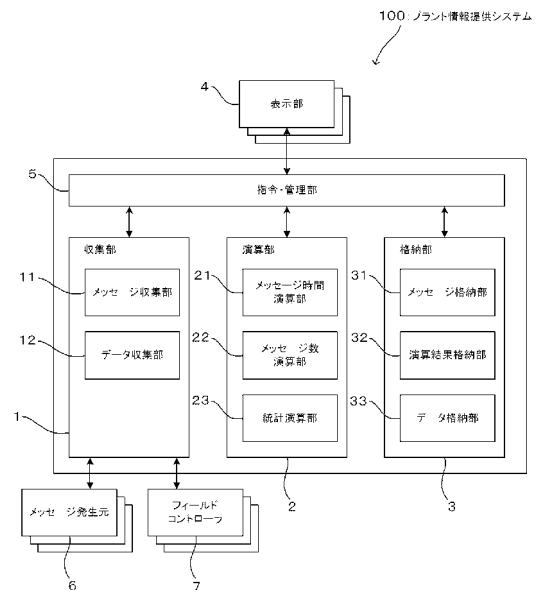 100:プラント情報提供システム
4
表示部
5
指令・管理部
収集部
演算部
格納部
11
メッセージ収集部
21
メッセージ時間
演算部
31
メッセージ格納部
12
データ収集部
22
メッセージ数
演算部
32
演算結果格納部
23
統計演算部
33
データ格納部
1
2
3
メッセージ発生元
フィールド
コントローラ
6
7